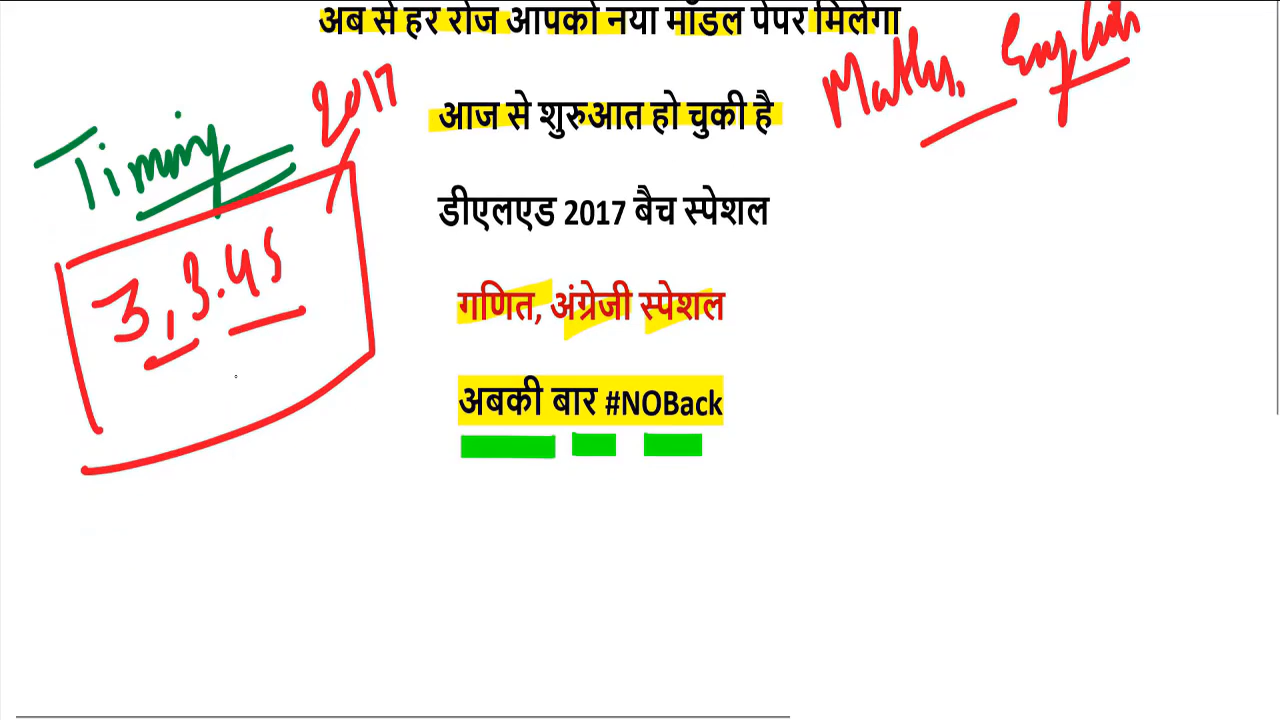 अब से हर रोज आपको नया मॉडल पेपर मिलेगा
Maths, English
2017
आज से शुरुआत हो चुकी है
Timing
डीएलएड 2017 बैच स्पेशल
3, 3.45
गणित, अंग्रेजी स्पेशल
अबकी बार #NOBack